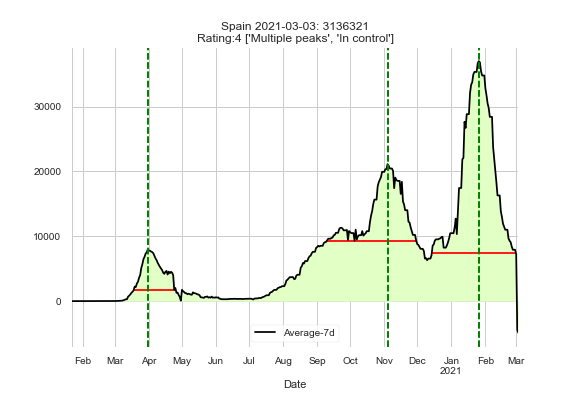 Spain 2021-03-03: 3136321
Rating:4 ['Multiple peaks', 'In control']
30000
20000
10000
0
Average-7d
Feb Mar Apr May Jun Jul Aug Sep Oct Nov Dec Jan Feb Mar
2021
Date